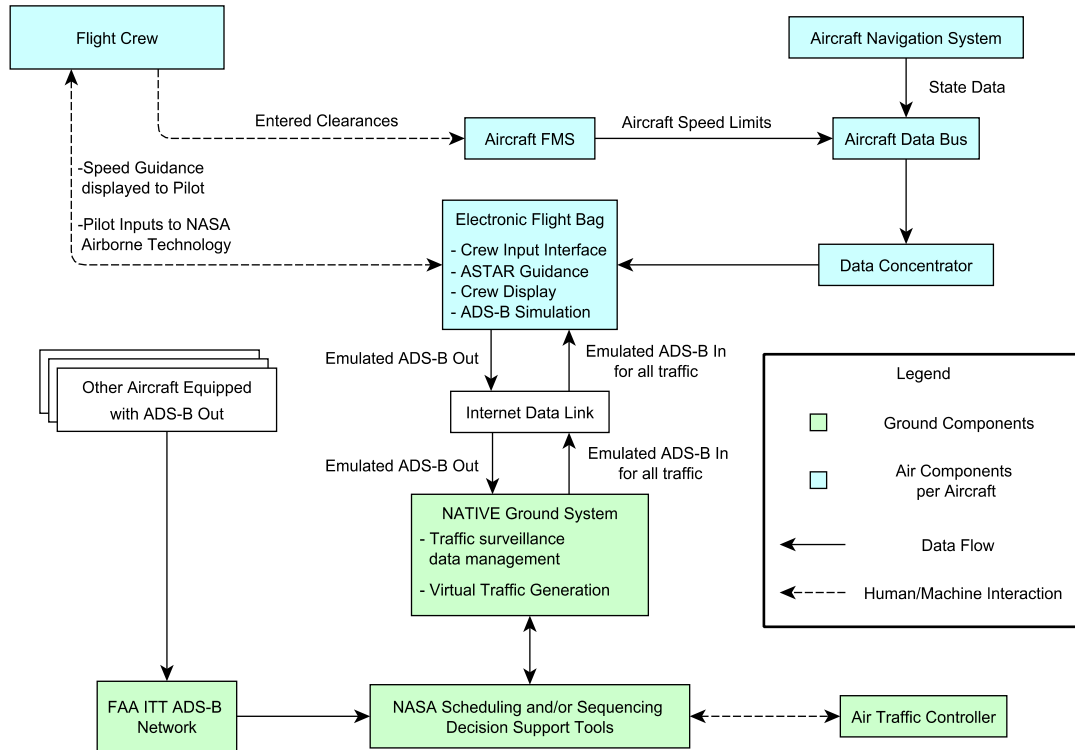 Flight Crew
Aircraft Navigation System
State Data
Entered Clearances
Aircraft FMS
Aircraft Speed Limits
Aircraft Data Bus
-Speed Guidance
displayed to Pilot
-Pilot Inputs to NASA
Airborne Technology
Electronic Flight Bag
- Crew Input Interface
- ASTAR Guidance
- Crew Display
- ADS-B Simulation
Data Concentrator
Emulated ADS-B Out
Emulated ADS-B In
for all traffic
Other Aircraft Equipped
with ADS-B Out
Internet Data Link
Emulated ADS-B Out
Emulated ADS-B In
for all traffic
NATIVE Ground System
- Traffic surveillance
data management
- Virtual Traffic Generation
Legend
Ground Components
Air Components
per Aircraft
Data Flow
Human/Machine Interaction
FAA ITT ADS-B
Network
NASA Scheduling and/or Sequencing
Decision Support Tools
Air Traffic Controller